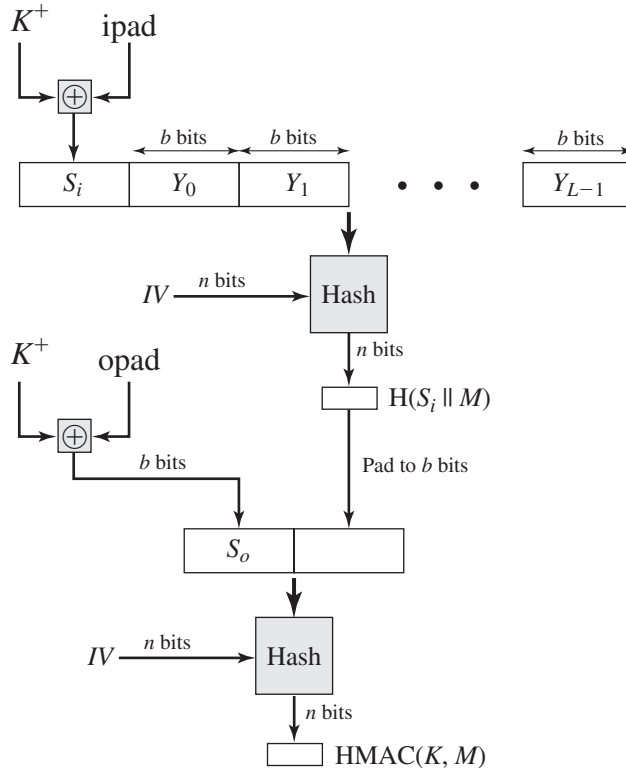 K+ ipad
⊕
b bits b bits b bits
Si Y0 Y1 • • • YL−1
IV n bits Hash
n bits
K+ opad
H(Si || M)
⊕
b bits Pad to b bits
So
IV n bits Hash
n bits
HMAC(K, M)